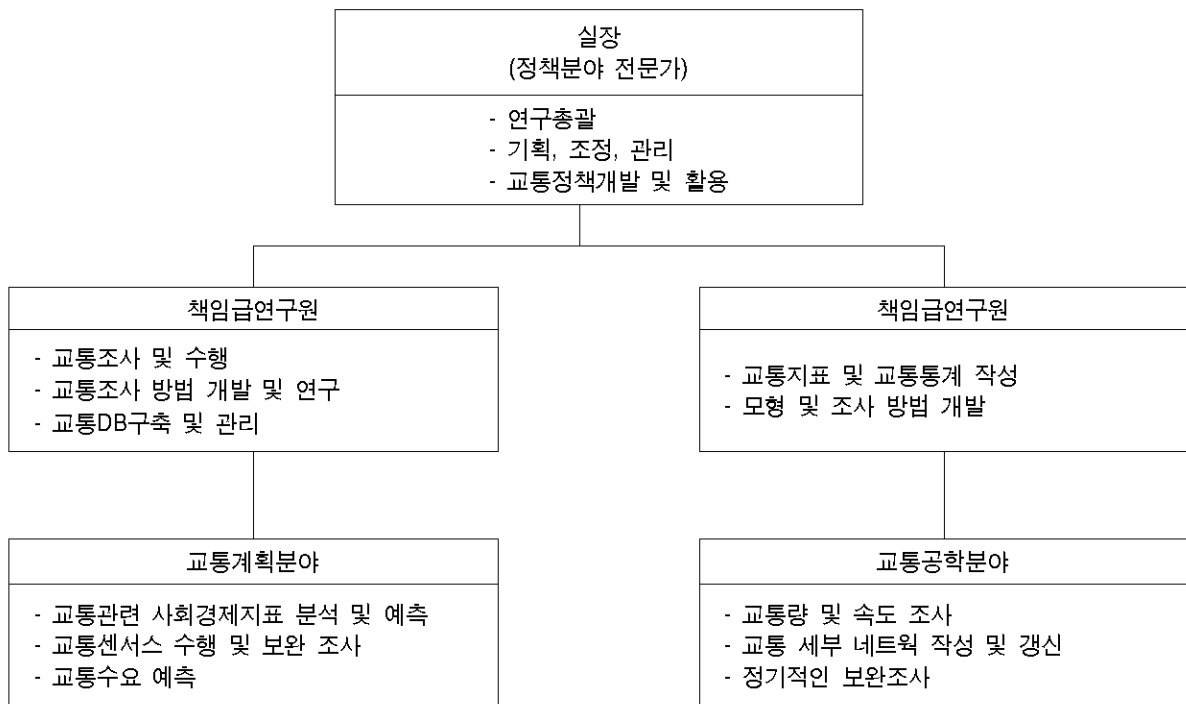 실장
(정책분야 전문가)
- 연구총괄
- 기획, 조정, 관리
- 교통정책개발 및 활용
책임급연구원
- 교통조사 및 수행
- 교통조사 방법 개발 및 연구
- 교통DB구축 및 관리
책임급연구원
- 교통지표 및 교통통계 작성
- 모형 및 조사 방법 개발
교통계획분야
- 교통관련 사회경제지표 분석 및 예측
- 교통센서스 수행 및 보완 조사
- 교통수요 예측
교통공학분야
- 교통량 및 속도 조사
- 교통 세부 네트웍 작성 및 갱신
- 정기적인 보완조사